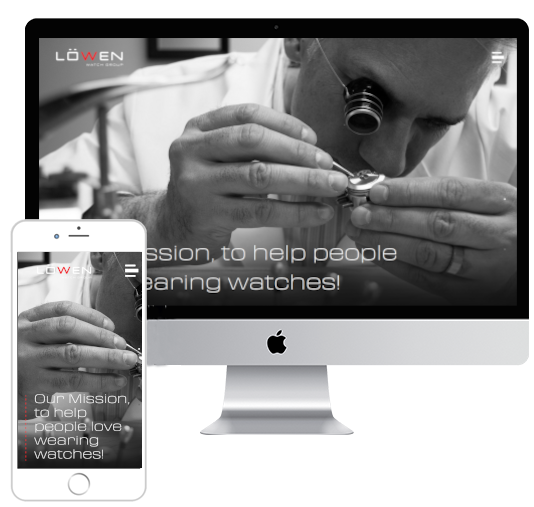 LÖWEN
WATCH GROUP
ssion, to help people
earing watches!
LÖWEN
Our Mission,
to help
people love
wearing
watches!